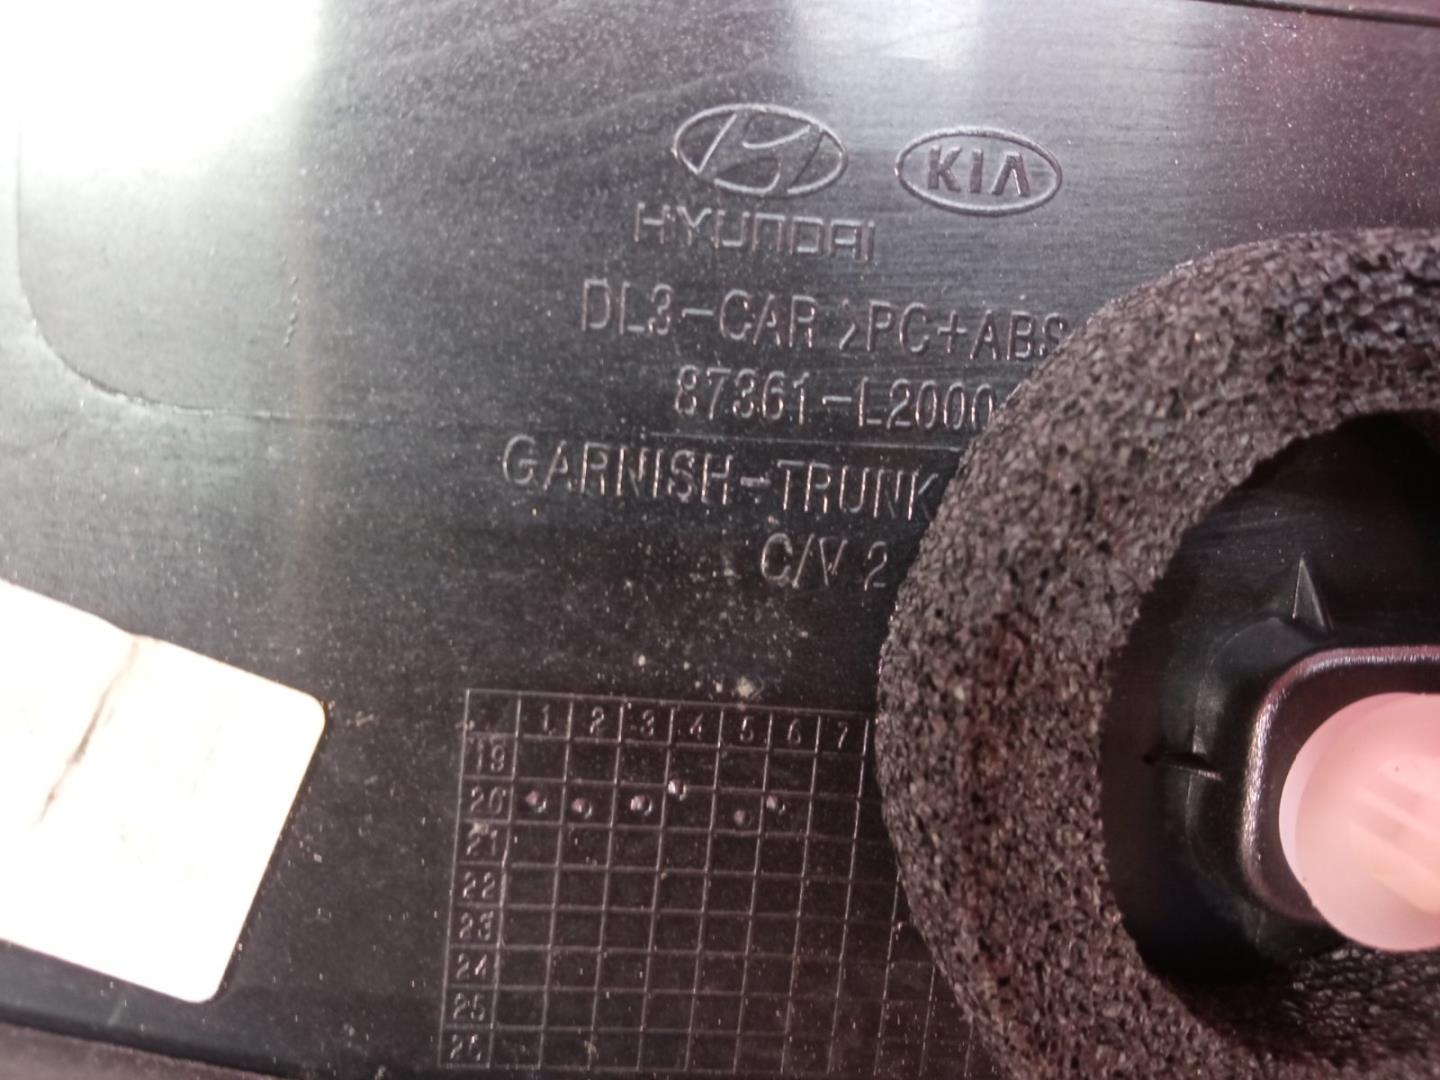 KIA
HYUNDAI
DL3-CAR >PC+ABS
87361-L2000
GARNISH-TRUNK
C/V 2
1 2 3 4 5 6 7
19
20
21
22
23
24
25
26